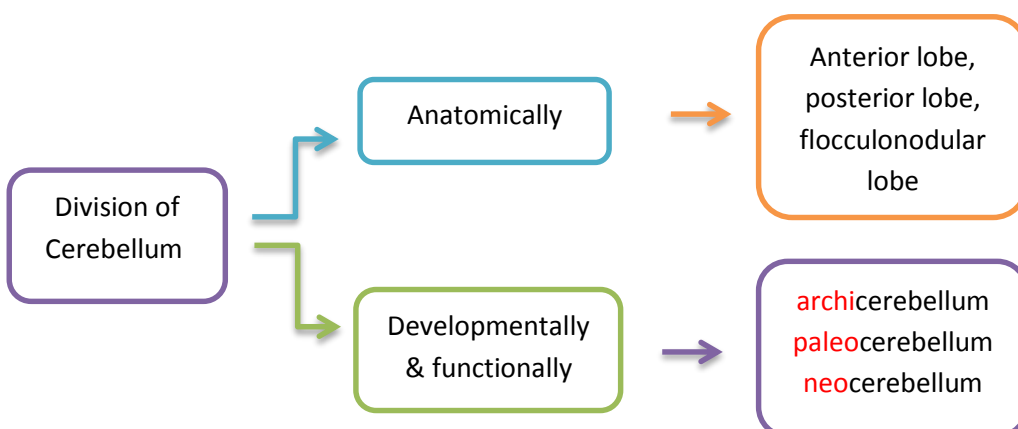 Division of
Cerebellum
Anatomically
Anterior lobe,
posterior lobe,
flocculonodular
lobe
Developmentally
& functionally
archicerebellum
paleocerebellum
neocerebellum